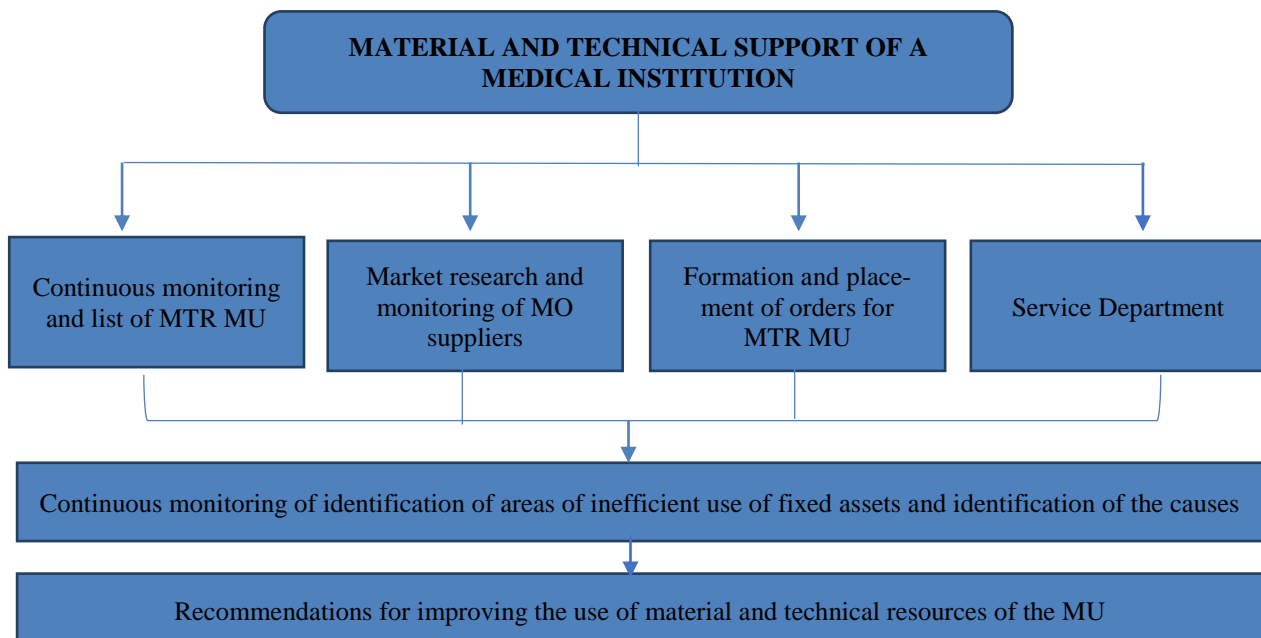 MATERIAL AND TECHNICAL SUPPORT OF A
MEDICAL INSTITUTION
Continuous monitoring
and list of MTR MU
Market research and
monitoring of MO
suppliers
Formation and place-
ment of orders for
MTR MU
Service Department
Continuous monitoring of identification of areas of inefficient use of fixed assets and identification of the causes
Recommendations for improving the use of material and technical resources of the MU